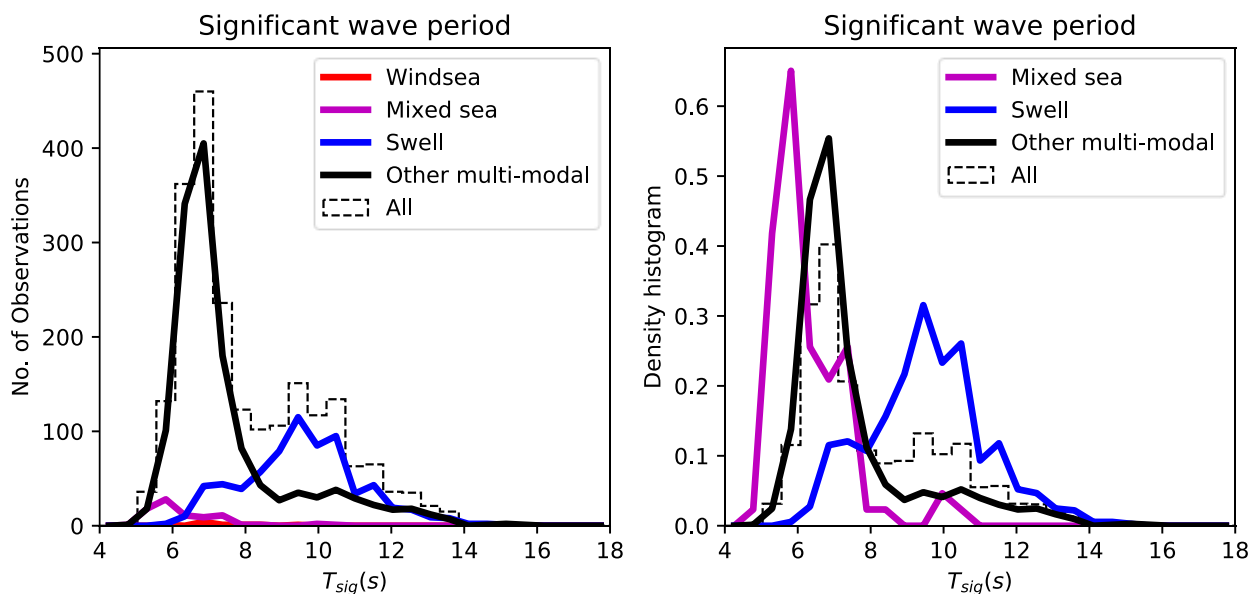 Significant wave period
No. of Observations
500
400
300
200
100
0
Windsea
Mixed sea
Swell
Other multi-modal
All
4 6 8 10 12 14 16 18
T_sig(s)
Significant wave period
Density histogram
0.6
0.5
0.4
0.3
0.2
0.1
0.0
Mixed sea
Swell
Other multi-modal
All
4 6 8 10 12 14 16 18
T_sig(s)